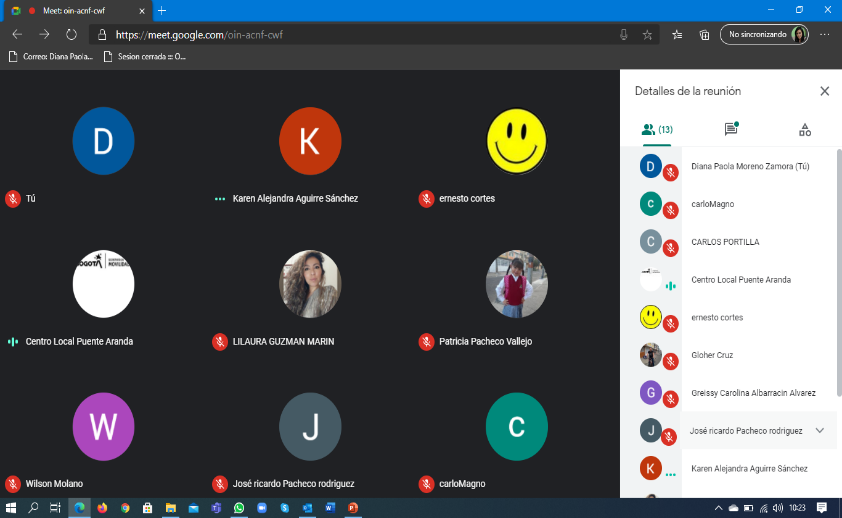 Meet: oin-acnf-cwf
https://meet.google.com/oin-acnf-cwf
No sincronizando
Correo: Diana Paola...
Sesion cerrada ::: O...
D
Tú
K
Karen Alejandra Aguirre Sánchez
ernesto cortes
Centro Local Puente Aranda
LILAURA GUZMAN MARIN
Patricia Pacheco Vallejo
W
Wilson Molano
J
José ricardo Pacheco rodriguez
c
carloMagno
Detalles de la reunión
(13)
D Diana Paola Moreno Zamora (Tú)
c carloMagno
C CARLOS PORTILLA
Centro Local Puente Aranda
ernesto cortes
Gloher Cruz
G Greissy Carolina Albarracin Alvarez
J José ricardo Pacheco rodriguez
K Karen Alejandra Aguirre Sánchez
10:23